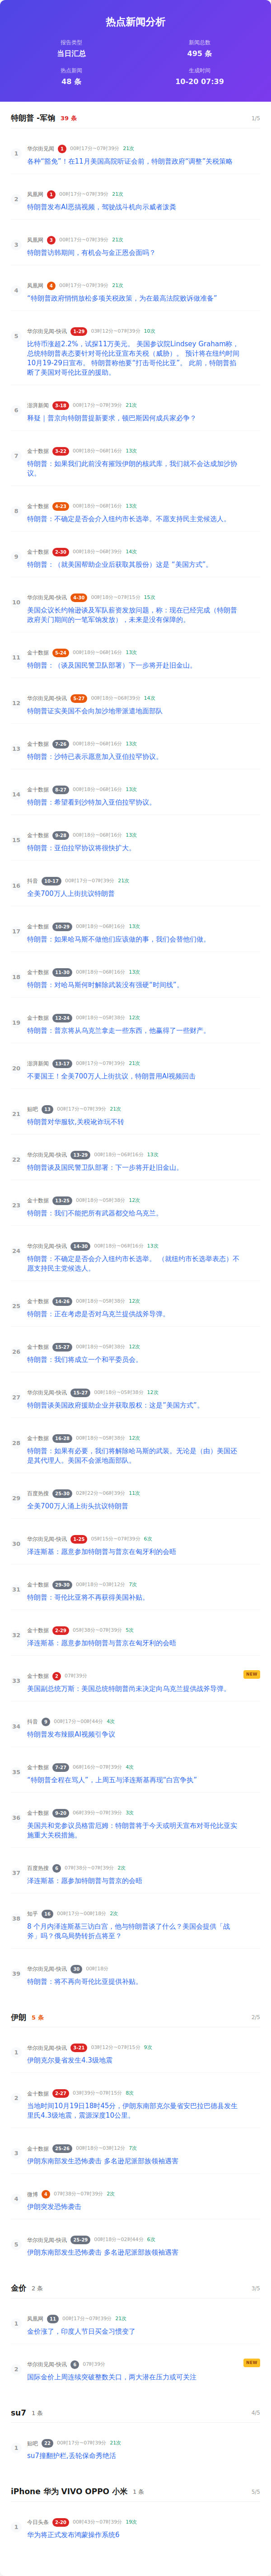 热点新闻分析
报告类型
新闻总数
当日汇总
495 条
热点新闻
生成时间
48 条
10-20 07:39
特朗普 -军饷 39 条 1/5
1 华尔街见闻 1 00时17分~07时39分 21次
各种“豁免”！在11月美国高院听证会前，特朗普政府“调整”关税策略
2 凤凰网 1 00时17分~07时39分 21次
特朗普发布AI恶搞视频，驾驶战斗机向示威者泼粪
3 凤凰网 3 00时17分~07时39分 21次
特朗普访韩期间，有机会与金正恩会面吗？
4 凤凰网 4 00时17分~07时39分 21次
“特朗普政府悄悄放松多项关税政策，为在最高法院败诉做准备”
5 华尔街见闻-快讯 1-29 03时12分~07时39分 10次
比特币涨超2.2%，试探11万美元。 美国参议院Lindsey Graham称，
总统特朗普表态要针对哥伦比亚宣布关税（威胁）。 预计将在纽约时间
10月19日-29日宣布。 特朗普称他要“打击哥伦比亚”。 此前，特朗普掐
断了美国对哥伦比亚的援助。
6 澎湃新闻 3-18 00时17分~07时39分 21次
释疑｜普京向特朗普提新要求，顿巴斯因何成兵家必争？
7 金十数据 3-22 00时18分~06时16分 13次
特朗普：如果我们此前没有摧毁伊朗的核武库，我们就不会达成加沙协
议。
8 金十数据 4-23 00时18分~06时16分 13次
特朗普：不确定是否会介入纽约市长选举。不愿支持民主党候选人。
9 金十数据 2-30 00时18分~06时39分 14次
特朗普：（就美国帮助企业后获取其股份）这是 “美国方式”。
10 华尔街见闻-快讯 4-30 00时18分~07时15分 15次
美国众议长约翰逊谈及军队薪资发放问题，称：现在已经完成（特朗普
政府关门期间的一笔军饷发放），未来是没有保障的。
11 金十数据 5-24 00时18分~06时16分 13次
特朗普：（谈及国民警卫队部署）下一步将开赴旧金山。
12 华尔街见闻-快讯 5-27 00时18分~06时39分 14次
特朗普证实美国不会向加沙地带派遣地面部队
13 金十数据 7-26 00时18分~06时16分 13次
特朗普：沙特已表示愿意加入亚伯拉罕协议。
14 金十数据 8-27 00时18分~06时16分 13次
特朗普：希望看到沙特加入亚伯拉罕协议。
15 金十数据 9-28 00时18分~06时16分 13次
特朗普：亚伯拉罕协议将很快扩大。
16 抖音 10-17 00时17分~07时39分 21次
全美700万人上街抗议特朗普
17 金十数据 10-29 00时18分~06时16分 13次
特朗普：如果哈马斯不做他们应该做的事，我们会替他们做。
18 金十数据 11-30 00时18分~06时16分 13次
特朗普：对哈马斯何时解除武装没有强硬“时间线”。
19 金十数据 12-24 00时18分~05时39分 12次
特朗普：普京将从乌克兰拿走一些东西，他赢得了一些财产。
20 澎湃新闻 13-17 00时17分~07时39分 21次
不要国王！全美700万人上街抗议，特朗普用AI视频回击
21 贴吧 13 00时17分~07时39分 21次
特朗普对华服软,关税讹诈玩不转
22 华尔街见闻-快讯 13-29 00时18分~06时16分 13次
特朗普谈及国民警卫队部署：下一步将开赴旧金山。
23 金十数据 13-25 00时18分~05时38分 12次
特朗普：我们不能把所有武器都交给乌克兰。
24 华尔街见闻-快讯 14-30 00时18分~06时16分 13次
特朗普：不确定是否会介入纽约市长选举。（就纽约市长选举表态）不
愿支持民主党候选人。
25 金十数据 14-26 00时18分~05时38分 12次
特朗普：正在考虑是否对乌克兰提供战斧导弹。
26 金十数据 15-27 00时18分~05时38分 12次
特朗普：我们将成立一个和平委员会。
27 华尔街见闻-快讯 15-27 00时18分~05时38分 12次
特朗普谈美国政府援助企业并获取股权：这是“美国方式”。
28 金十数据 16-28 00时18分~05时38分 12次
特朗普：如果有必要，我们将解除哈马斯的武装。无论是（由）美国还
是其代理人。美国不会派地面部队。
29 百度热搜 25-30 02时22分~06时39分 11次
全美700万人涌上街头抗议特朗普
30 华尔街见闻-快讯 1-25 05时15分~07时39分 6次
泽连斯基：愿意参加特朗普与普京在匈牙利的会晤
31 金十数据 29-30 00时18分~03时12分 7次
特朗普：哥伦比亚将不再获得美国补贴。
32 金十数据 2-29 05时38分~07时39分 5次
泽连斯基：愿意参加特朗普与普京在匈牙利的会晤。
33 金十数据 2 07时39分 NEW
美国副总统万斯：美国总统特朗普尚未决定向乌克兰提供战斧导弹。
34 抖音 9 00时17分~00时44分 4次
特朗普发布辣眼AI视频引争议
35 金十数据 7-27 06时16分~07时39分 4次
“特朗普全程在骂人”，上周五与泽连斯基再现“白宫争执”
36 金十数据 9-20 06时39分~07时39分 3次
美国共和党参议员格雷厄姆：特朗普将于今天或明天宣布对哥伦比亚实
施重大关税措施。
37 百度热搜 6 07时38分~07时39分 2次
泽连斯基：愿参加特朗普与普京的会晤
38 知乎 16 00时17分~00时18分 2次
8 个月内泽连斯基三访白宫，他与特朗普谈了什么？美国会提供「战
斧」吗？俄乌局势转折点将至？
39 华尔街见闻-快讯 30 00时18分
特朗普：将不再向哥伦比亚提供补贴。
伊朗 5 条 2/5
1 华尔街见闻-快讯 3-21 03时12分~07时15分 9次
伊朗克尔曼省发生4.3级地震
2 金十数据 2-27 03时39分~07时15分 8次
当地时间10月19日18时45分，伊朗东南部克尔曼省安巴拉巴德县发生
里氏4.3级地震，震源深度10公里。
3 金十数据 25-26 00时18分~03时12分 7次
伊朗东南部发生恐怖袭击 多名逊尼派部族领袖遇害
4 微博 4 07时38分~07时39分 2次
伊朗突发恐怖袭击
5 华尔街见闻-快讯 25-29 00时18分~02时44分 6次
伊朗东南部发生恐怖袭击 多名逊尼派部族领袖遇害
金价 2 条 3/5
1 凤凰网 11 00时17分~07时39分 21次
金价涨了，印度人节日买金习惯变了
2 华尔街见闻-快讯 6 07时39分 NEW
国际金价上周连续突破整数关口，两大潜在压力或可关注
su7 1 条 4/5
1 贴吧 22 00时17分~07时39分 21次
su7撞翻护栏,丢轮保命秀绝活
iPhone 华为 VIVO OPPO 小米 1 条 5/5
1 今日头条 2-20 00时43分~07时39分 19次
华为将正式发布鸿蒙操作系统6